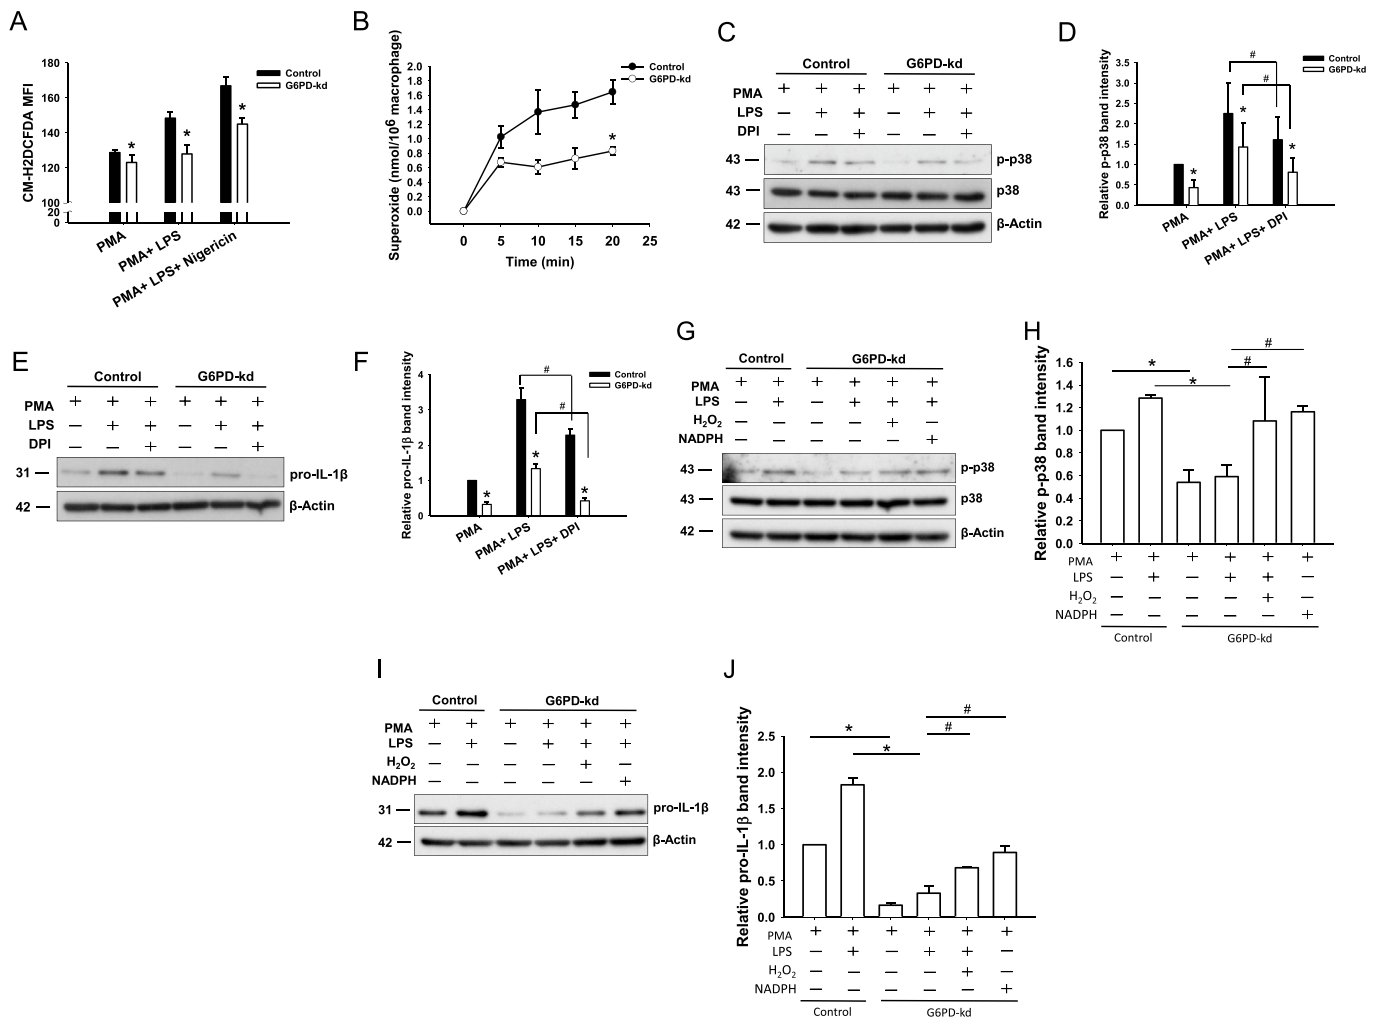 A
CM-H2DCFDA MFI
180
160
140
120
100
20
0
Control
G6PD-kd
*
*
*
PMA
PMA+ LPS
PMA+ LPS+ Nigericin
B
Superoxide (nmol/10⁶ macrophage)
2.0
1.8
1.6
1.4
1.2
1.0
0.8
0.6
0.4
0.2
0.0
Control
G6PD-kd
*
0 5 10 15 20 25
Time (min)
C
Control G6PD-kd
PMA + + + + + +
LPS — + + — + +
DPI — — + — — +
43 — p-p38
43 — p38
42 — β-Actin
D
Relative p-p38 band intensity
3.5
3.0
2.5
2.0
1.5
1.0
0.5
0.0
Control
G6PD-kd
#
#
*
*
*
PMA
PMA+ LPS
PMA+ LPS+ DPI
E
Control G6PD-kd
PMA + + + + + +
LPS — + + — + +
DPI — — + — — +
31 — pro-IL-1β
42 — β-Actin
F
Relative pro-IL-1β band intensity
4
3
2
1
0
Control
G6PD-kd
#
#
*
*
*
PMA
PMA+ LPS
PMA+ LPS+ DPI
G
Control G6PD-kd
PMA + + + + + +
LPS — + — + + +
H₂O₂ — — — — + —
NADPH — — — — — +
43 — p-p38
43 — p38
42 — β-Actin
H
Relative p-p38 band intensity
1.6
1.4
1.2
1.0
0.8
0.6
0.4
0.2
0.0
*
*
#
#
PMA + + + + + +
LPS — + — + + —
H₂O₂ — — — — + —
NADPH — — — — — +
Control G6PD-kd
I
Control G6PD-kd
PMA + + + + + +
LPS — + — + + +
H₂O₂ — — — — + —
NADPH — — — — — +
31 — pro-IL-1β
42 — β-Actin
J
Relative pro-IL-1β band intensity
2.5
2.0
1.5
1.0
0.5
0.0
*
*
#
#
PMA + + + + + +
LPS — + — + + —
H₂O₂ — — — — + —
NADPH — — — — — +
Control G6PD-kd